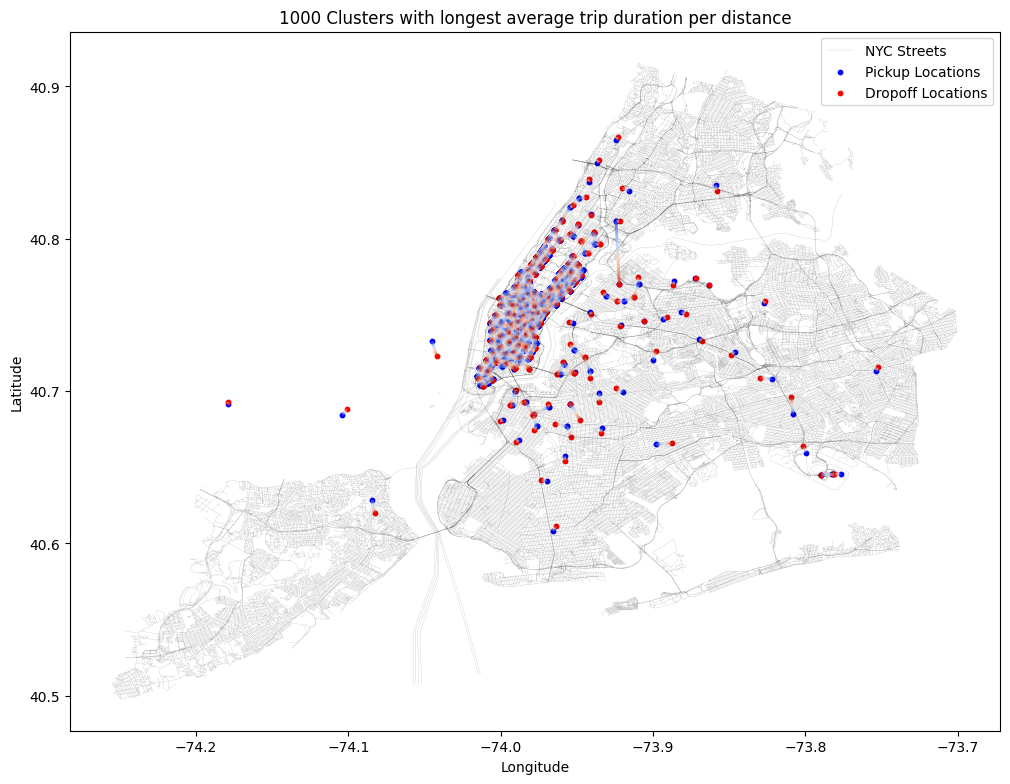 1000 Clusters with longest average trip duration per distance
NYC Streets
Pickup Locations
Dropoff Locations
40.9
40.8
40.7
40.6
40.5
Latitude
−74.2
−74.1
−74.0
−73.9
−73.8
−73.7
Longitude